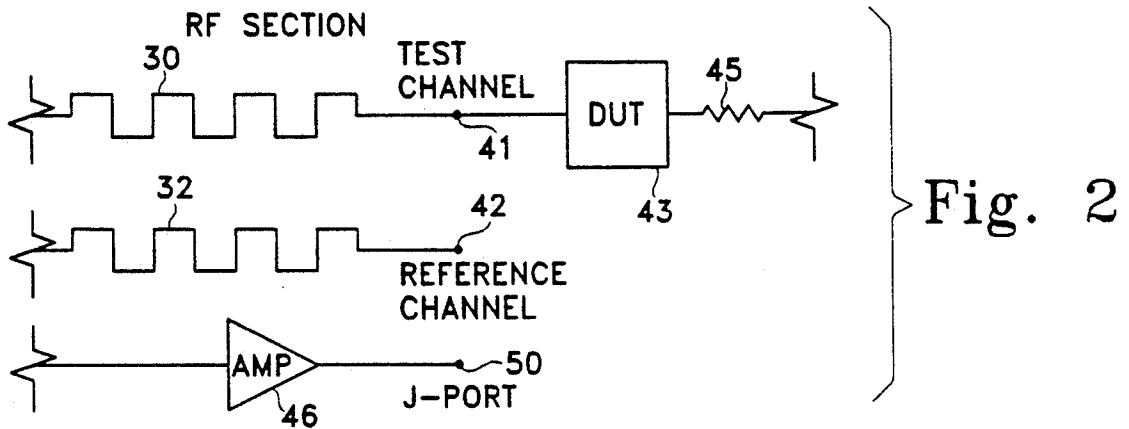 RF SECTION
30
TEST
CHANNEL
41
DUT
43
45
32
42
REFERENCE
CHANNEL
AMP
46
50
J-PORT
Fig. 2